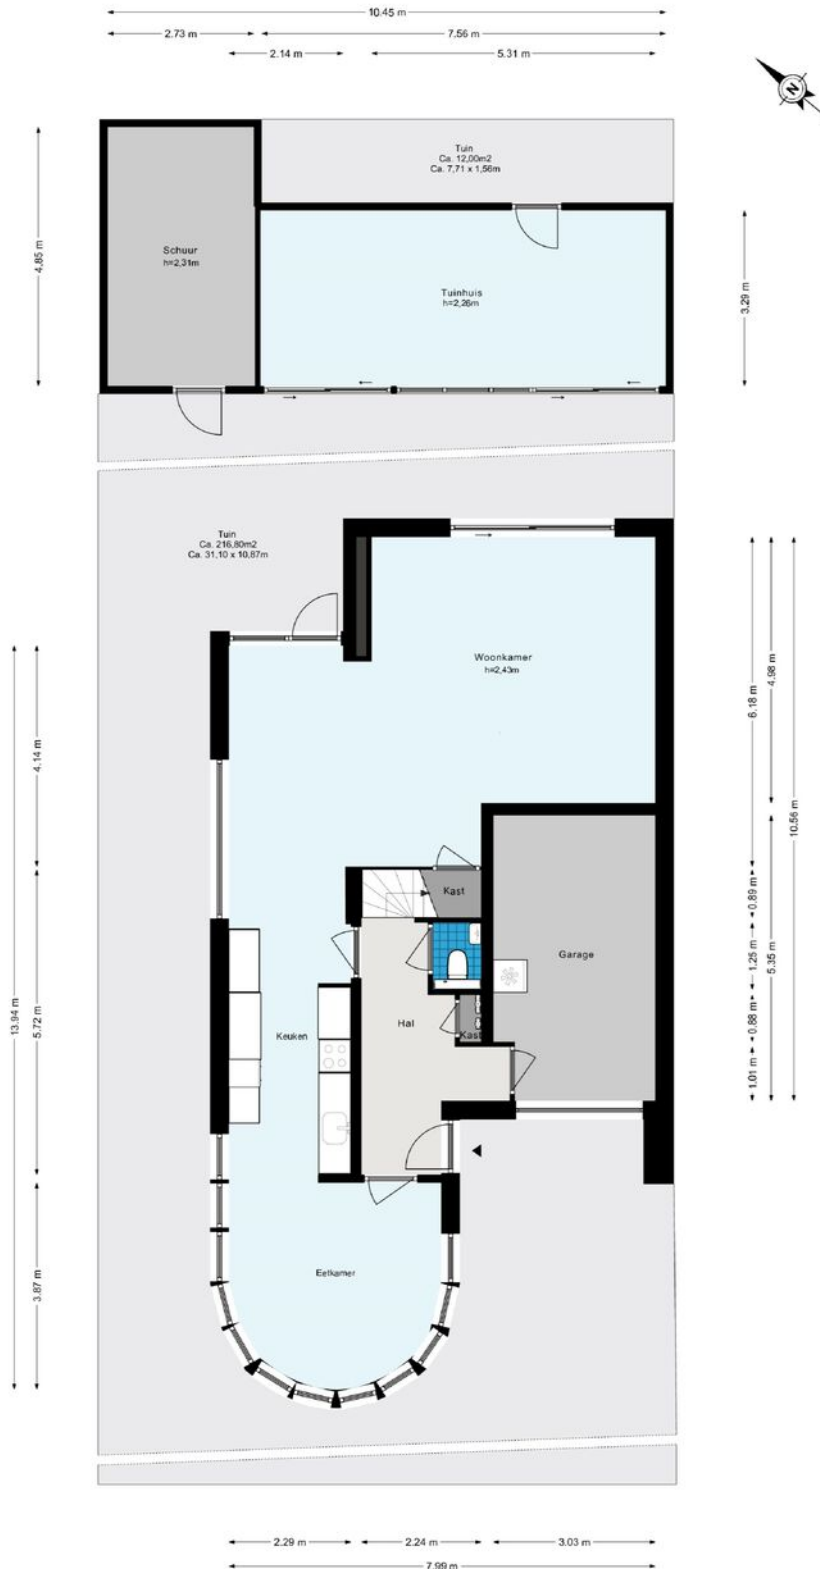 10.45 m
2.73 m
7.56 m
2.14 m
5.31 m
N
Tuin
Ca. 12,00m2
Ca. 7,71 x 1,56m
4.85 m
Schuur
h=2,31m
Tuinhuis
h=2,26m
3.29 m
Tuin
Ca. 216,80m2
Ca. 31,10 x 10,87m
Woonkamer
h=2,43m
4.14 m
6.18 m
4.98 m
10.56 m
Kast
0.89 m
Garage
1.25 m
5.35 m
13.94 m
5.72 m
Keuken
Hal
Kast
0.88 m
1.01 m
Eetkamer
3.87 m
2.29 m
2.24 m
3.03 m
7.99 m